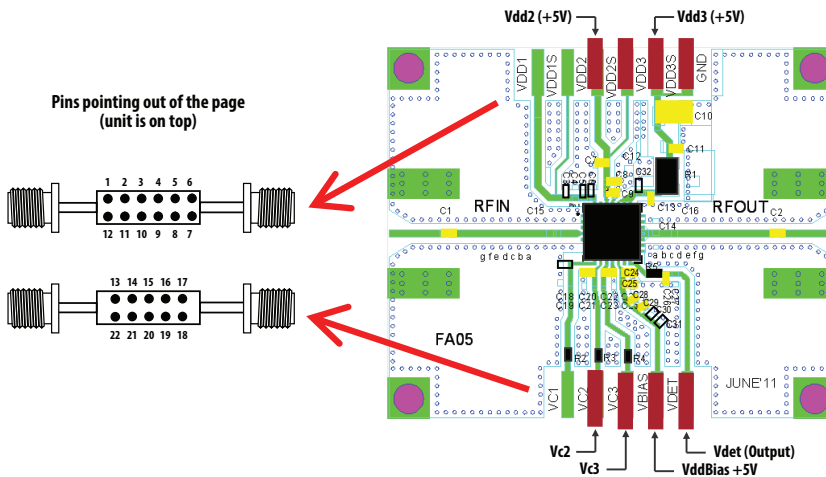 Vdd2 (+5V)
Vdd3 (+5V)
Pins pointing out of the page
(unit is on top)
1 2 3 4 5 6
12 11 10 9 8 7
13 14 15 16 17
22 21 20 19 18
VDD1
VDD1S
VDD2
VDD2S
VDD3
VDD3S
GND
C10
C11
C12
C8
C32
R1
C9
C13
C16
C15
C14
RFIN
RFOUT
C1
C2
gfedcba
abcdefg
C24
C25
C18 C20 C22
C19 C21 C23
C28
C29
C30
C31
R2
R3
R4
FA05
JUNE'11
VC1
VC2
VC3
VBIAS
VDET
Vc2
Vc3
Vdet (Output)
VddBias +5V